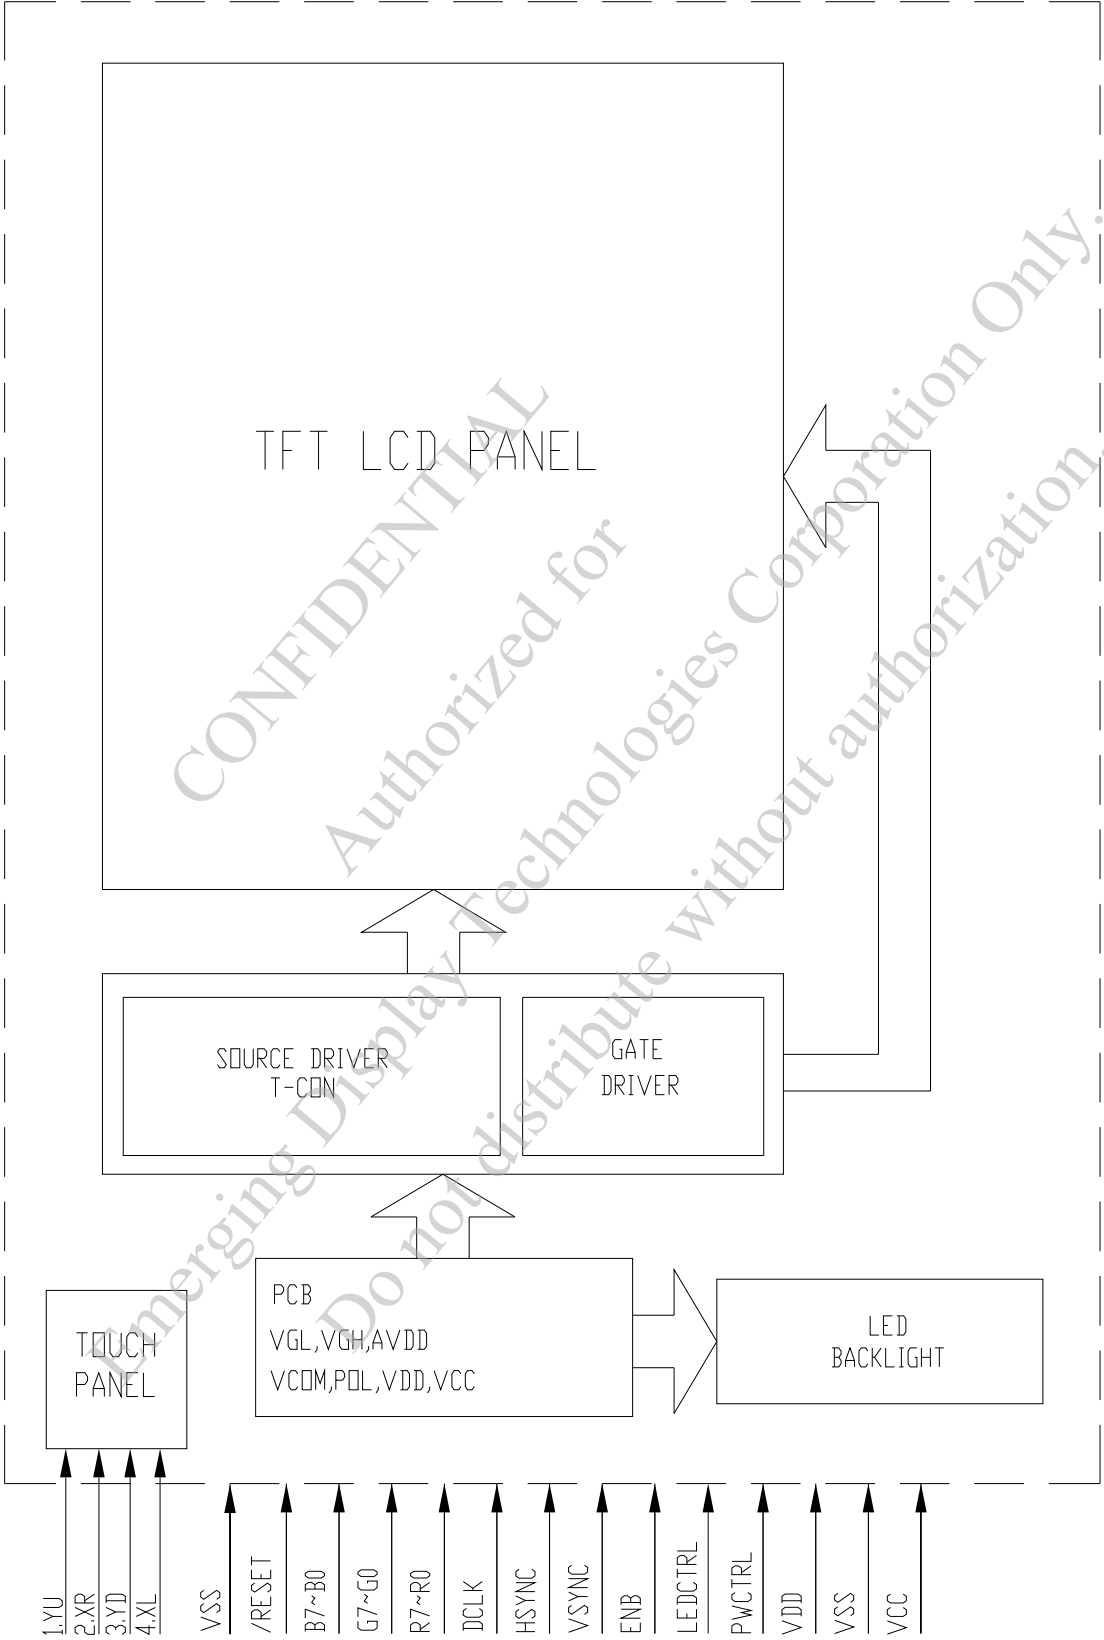 TFT LCD PANEL
SOURCE DRIVER
T-CON
GATE
DRIVER
PCB
VGL,VGH,AVDD
VCOM,POL,VDD,VCC
LED
BACKLIGHT
TOUCH
PANEL
1.YU
2.XR
3.YD
4.XL
VSS
/RESET
B7~B0
G7~G0
R7~R0
DCLK
HSYNC
VSYNC
ENB
LEDCTRL
PWCTRL
VDD
VSS
VCC
CONFIDENTIAL
Authorized for
Emerging Display Technologies Corporation Only.
Do not distribute without authorization.